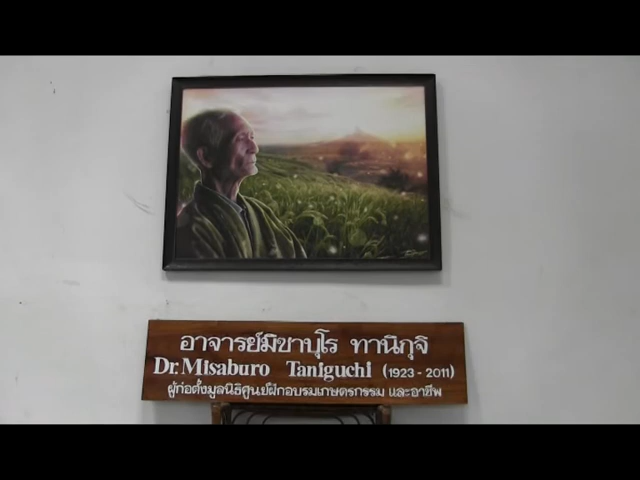 อาจารย์มิซาบุโร ทานิกุจิ
Dr. Misaburo Taniguchi (1923 - 2011)
ผู้ก่อตั้งมูลนิธิศูนย์ฝึกอบรมเกษตรกรรม และอาชีพ